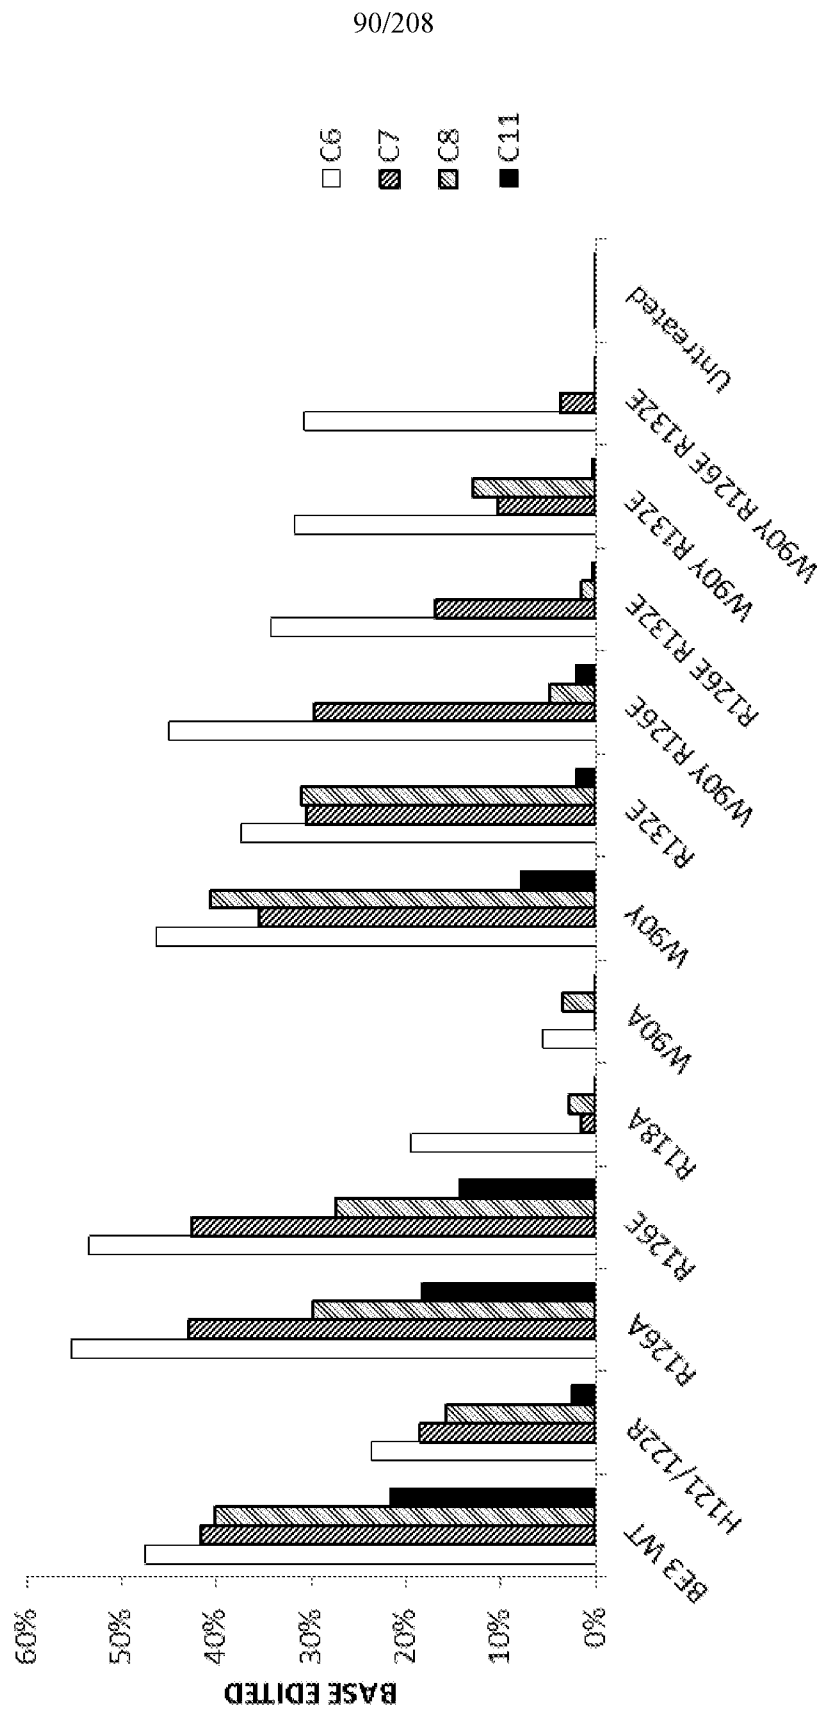 90/208
C6
C7
C8
C11
60%
50%
40%
30%
20%
10%
0%
BASE EDITED
BE3 WT
H121/122R
R126A
R126E
R118A
W90A
W90Y
R132E
W90Y R126E
R126E R132E
W90Y R132E
W90Y R126E R132E
Untreated